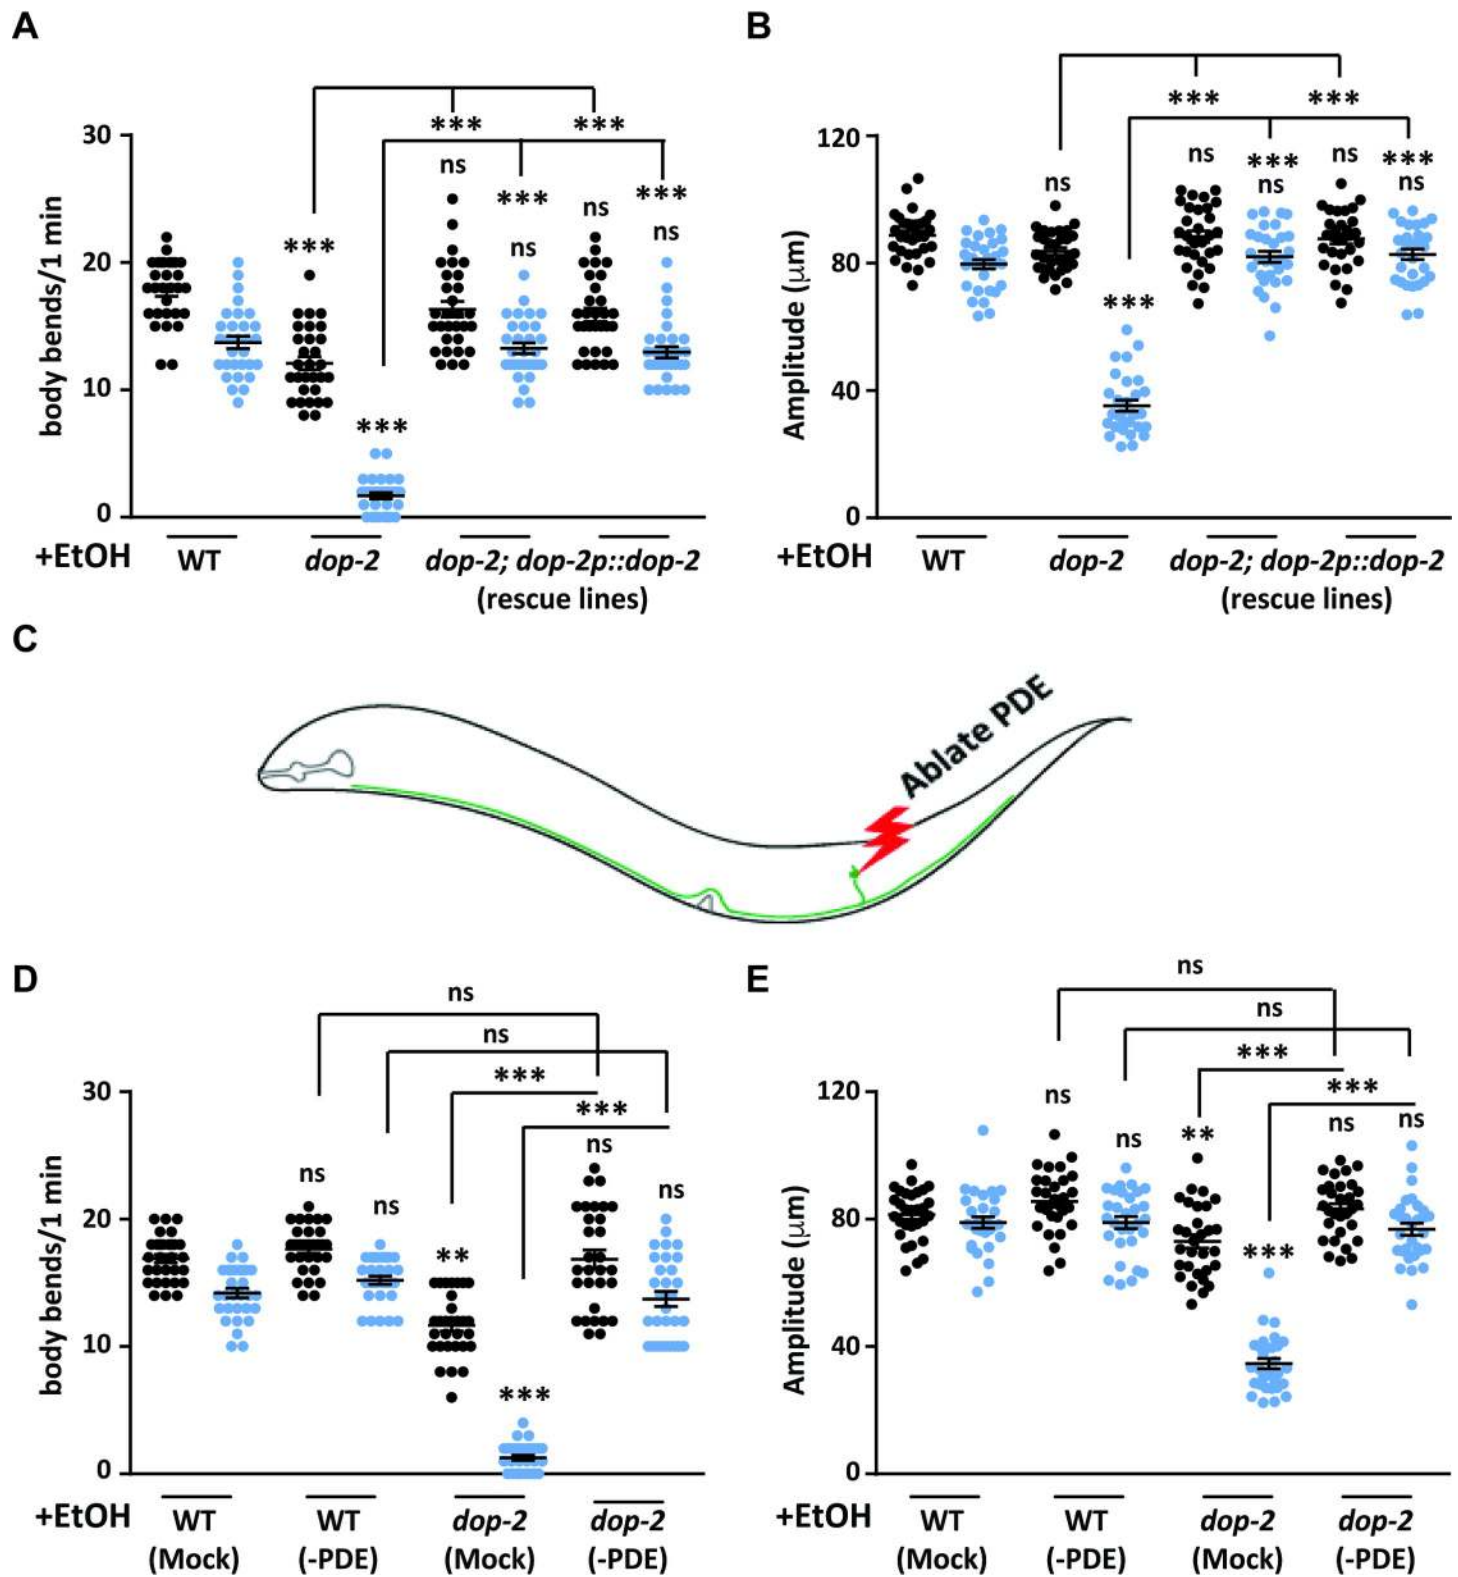 A
B
*** ***
*** ***
30
120
ns
ns
ns
***
***
ns
***
***
ns
ns
ns
ns
ns
ns
***
body bends/1 min
20
10
0
***
Amplitude (μm)
80
40
0
***
+EtOH WT dop-2 dop-2; dop-2p::dop-2
(rescue lines)
+EtOH WT dop-2 dop-2; dop-2p::dop-2
(rescue lines)
C
Ablate PDE
D
ns
ns
***
***
30
ns
ns
ns
ns
**
***
body bends/1 min
20
10
0
+EtOH WT WT dop-2 dop-2
(Mock) (-PDE) (Mock) (-PDE)
E
ns
ns
***
***
120
ns
ns
ns
ns
**
***
Amplitude (μm)
80
40
0
+EtOH WT WT dop-2 dop-2
(Mock) (-PDE) (Mock) (-PDE)